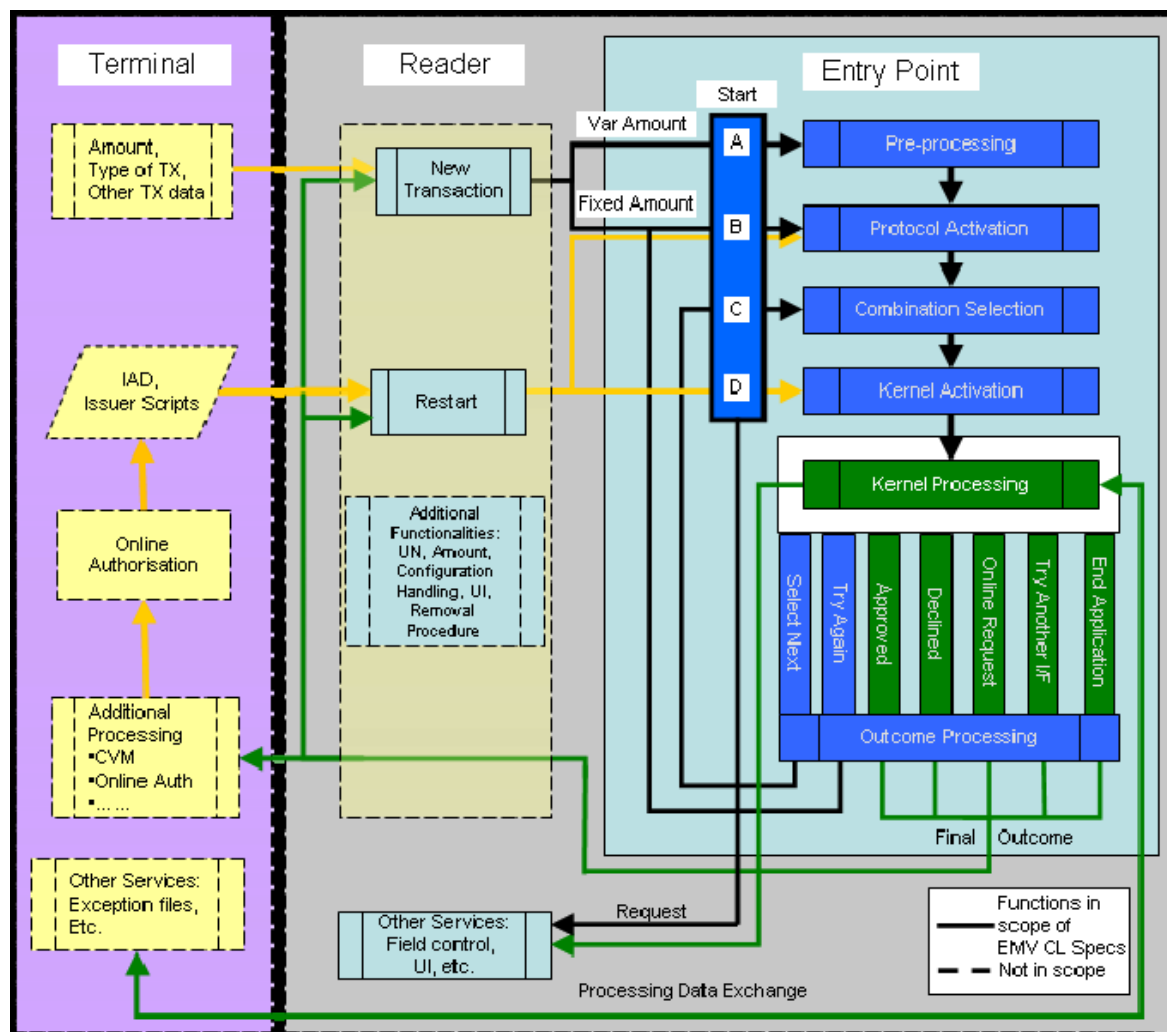 Terminal
Reader
Entry Point
Start
Amount,
Type of TX,
Other TX data
New
Transaction
Var Amount
Fixed Amount
A
B
C
D
Pre-processing
Protocol Activation
Combination Selection
Kernel Activation
Kernel Processing
IAD,
Issuer Scripts
Restart
Online
Authorisation
Additional
Functionalities:
UN, Amount,
Configuration
Handling, UI,
Removal
Procedure
Select Next
Try Again
Approved
Declined
Online Request
Try Another I/F
End Application
Outcome Processing
Additional
Processing
▪CVM
▪Online Auth
▪... ...
Final Outcome
Other Services:
Exception files,
Etc.
Other Services:
Field control,
UI, etc.
Request
Processing Data Exchange
Functions in
scope of
EMV CL Specs
Not in scope